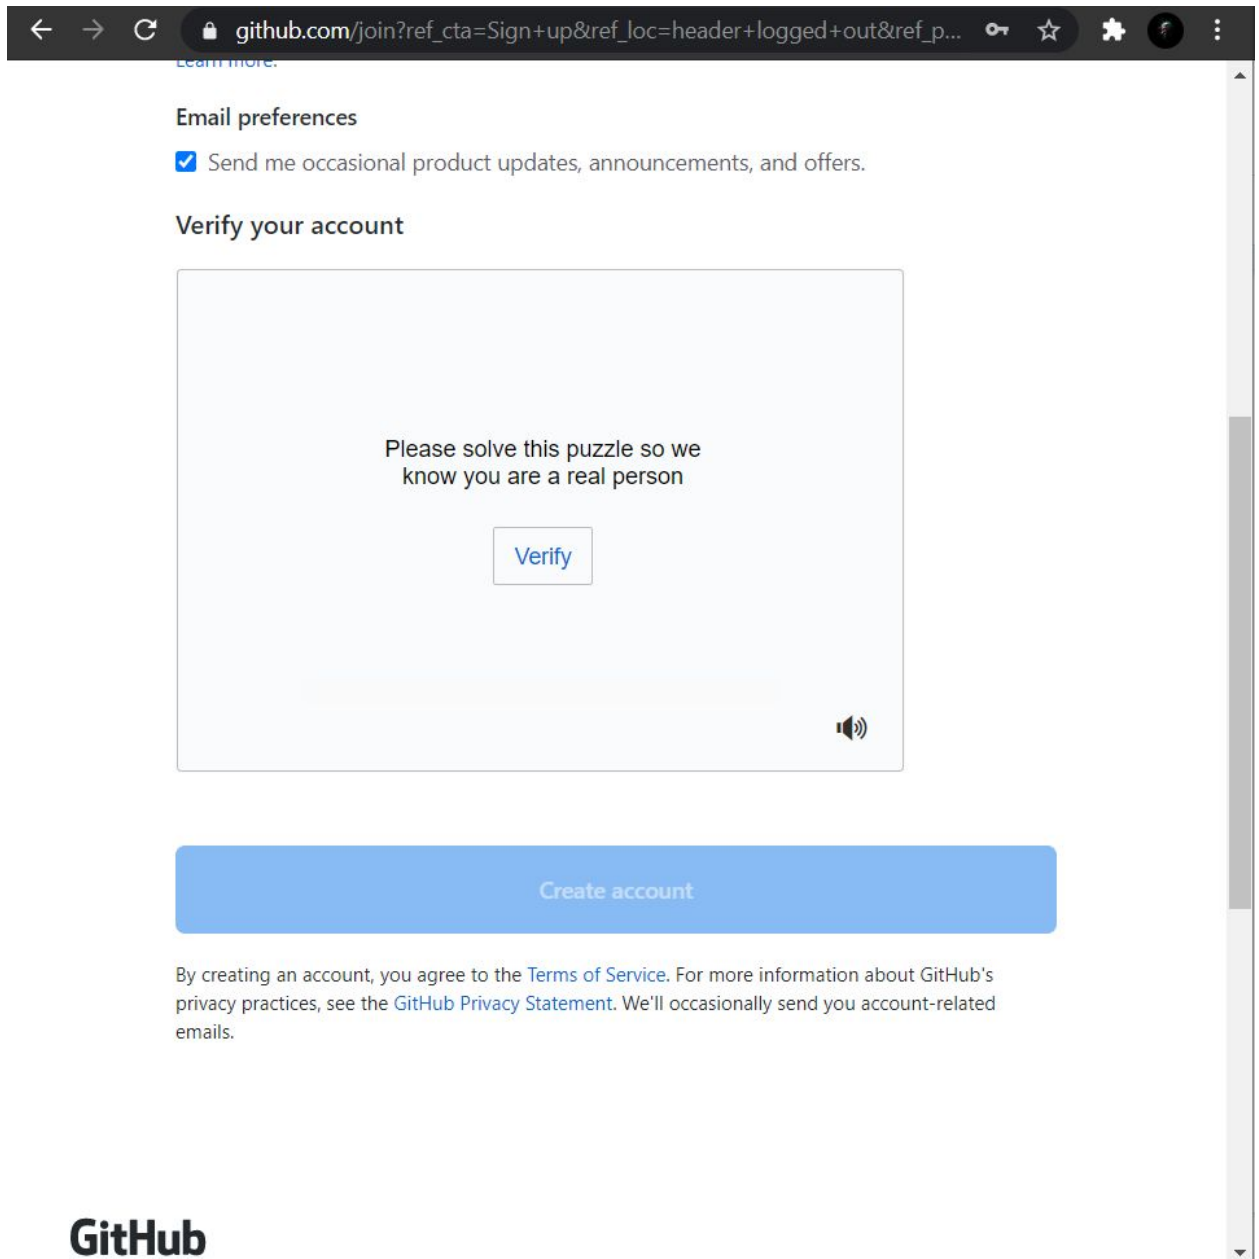 github.com/join?ref_cta=Sign+up&ref_loc=header+logged+out&ref_p...
Learn more.
Email preferences
Send me occasional product updates, announcements, and offers.
Verify your account
Please solve this puzzle so we
know you are a real person
Verify
Create account
By creating an account, you agree to the Terms of Service. For more information about GitHub's
privacy practices, see the GitHub Privacy Statement. We'll occasionally send you account-related
emails.
GitHub